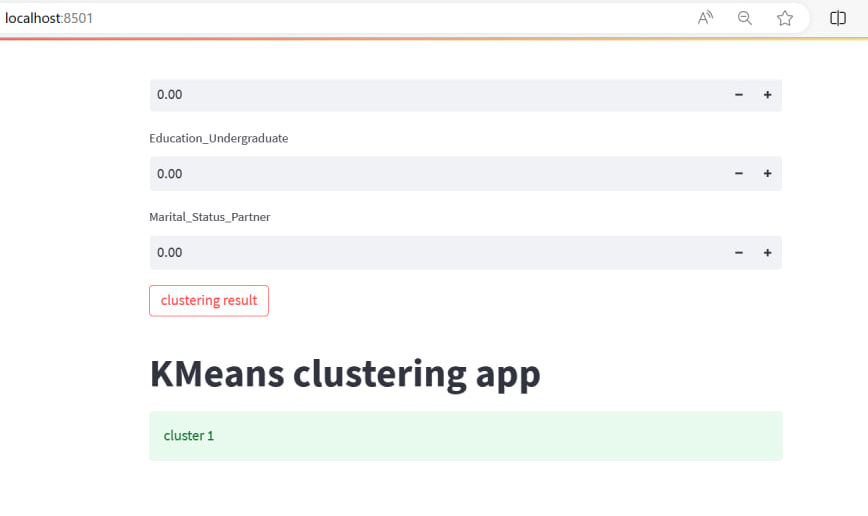 localhost:8501
0.00
Education_Undergraduate
0.00
Marital_Status_Partner
0.00
clustering result
KMeans clustering app
cluster 1